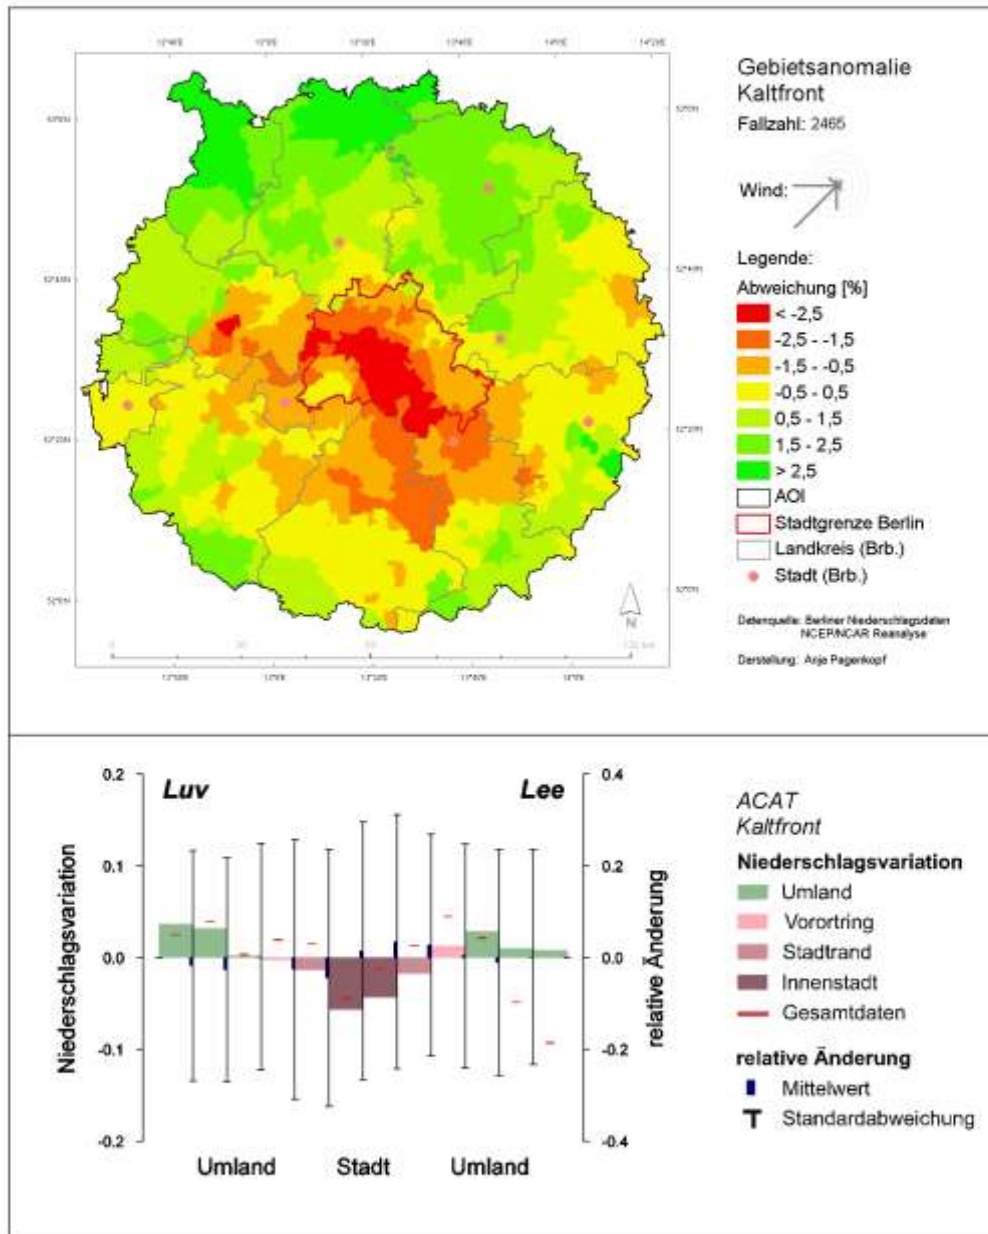 Gebietsanomalie
Kaltfront
Fallzahl: 2465
Wind:
Legende:
Abweichung [%]
< -2,5
-2,5 - -1,5
-1,5 - -0,5
-0,5 - 0,5
0,5 - 1,5
1,5 - 2,5
> 2,5
AOI
Stadtgrenze Berlin
Landkreis (Brb.)
Stadt (Brb.)
N
Datenquelle: Berliner Niederschlagsdaten
NCEP/NCAR Reanalyse
Darstellung: Anja Pagenkopf
Luv
Lee
0.2
0.1
0.0
-0.1
-0.2
Niederschlagsvariation
0.4
0.2
0.0
-0.2
-0.4
relative Änderung
Umland
Stadt
Umland
ACAT
Kaltfront
Niederschlagsvariation
Umland
Vorortring
Stadtrand
Innenstadt
Gesamtdaten
relative Änderung
Mittelwert
Standardabweichung